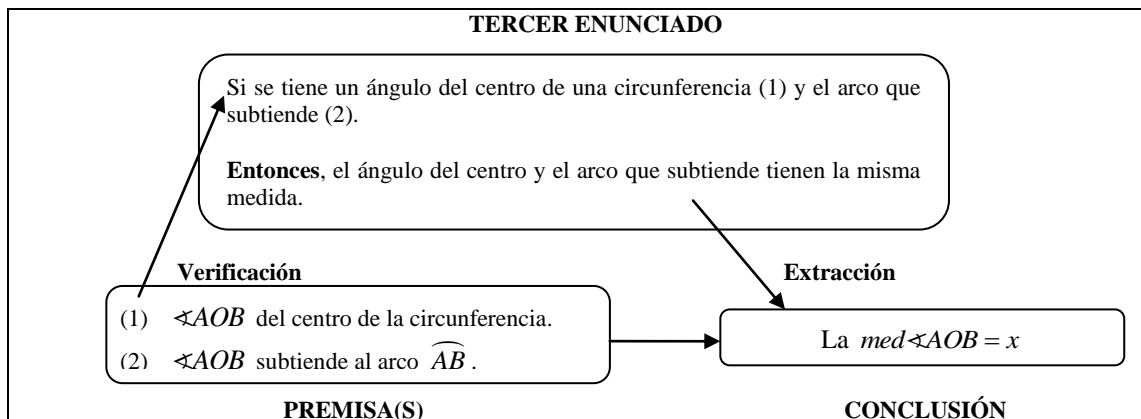 TERCER ENUNCIADO
Si se tiene un ángulo del centro de una circunferencia (1) y el arco que
subtiende (2).
Entonces, el ángulo del centro y el arco que subtiende tienen la misma
medida.
Verificación
Extracción
(1) ∢AOB del centro de la circunferencia.
(2) ∢AOB subtiende al arco \widehat{AB}.
La med∢AOB = x
PREMISA(S)
CONCLUSIÓN